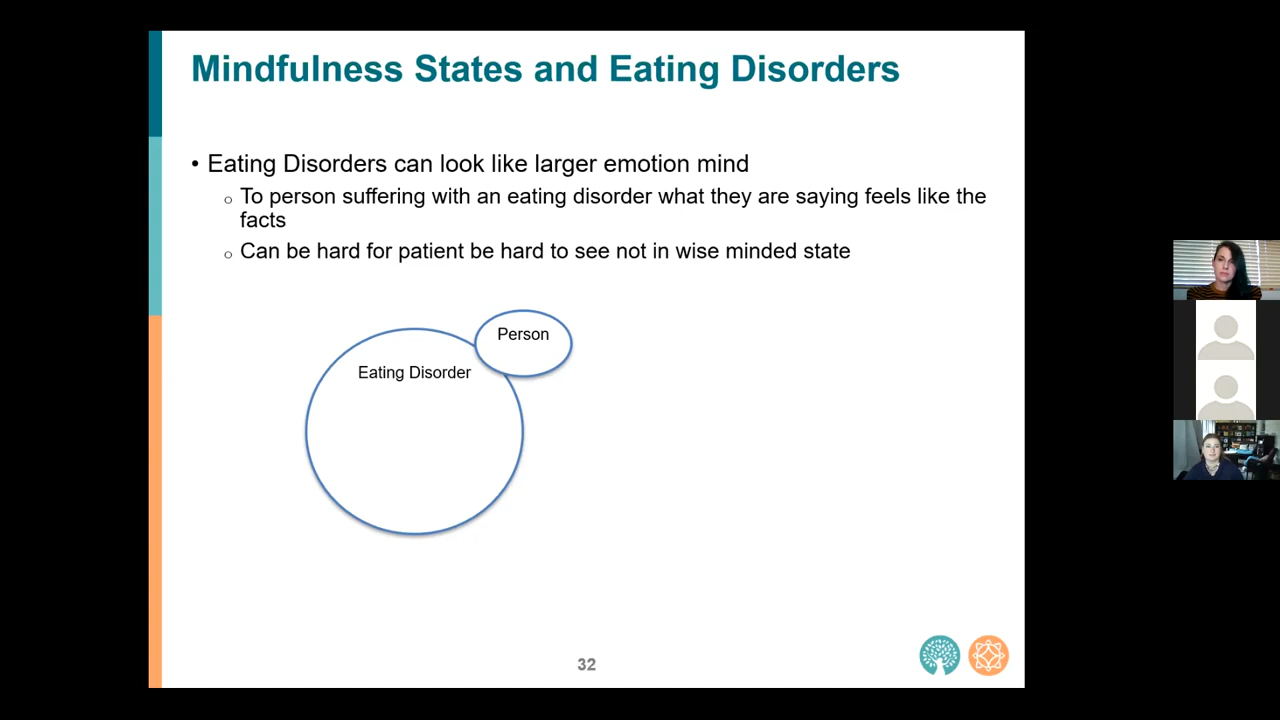 Mindfulness States and Eating Disorders
• Eating Disorders can look like larger emotion mind
o To person suffering with an eating disorder what they are saying feels like the
facts
o Can be hard for patient be hard to see not in wise minded state
Person
Eating Disorder
32